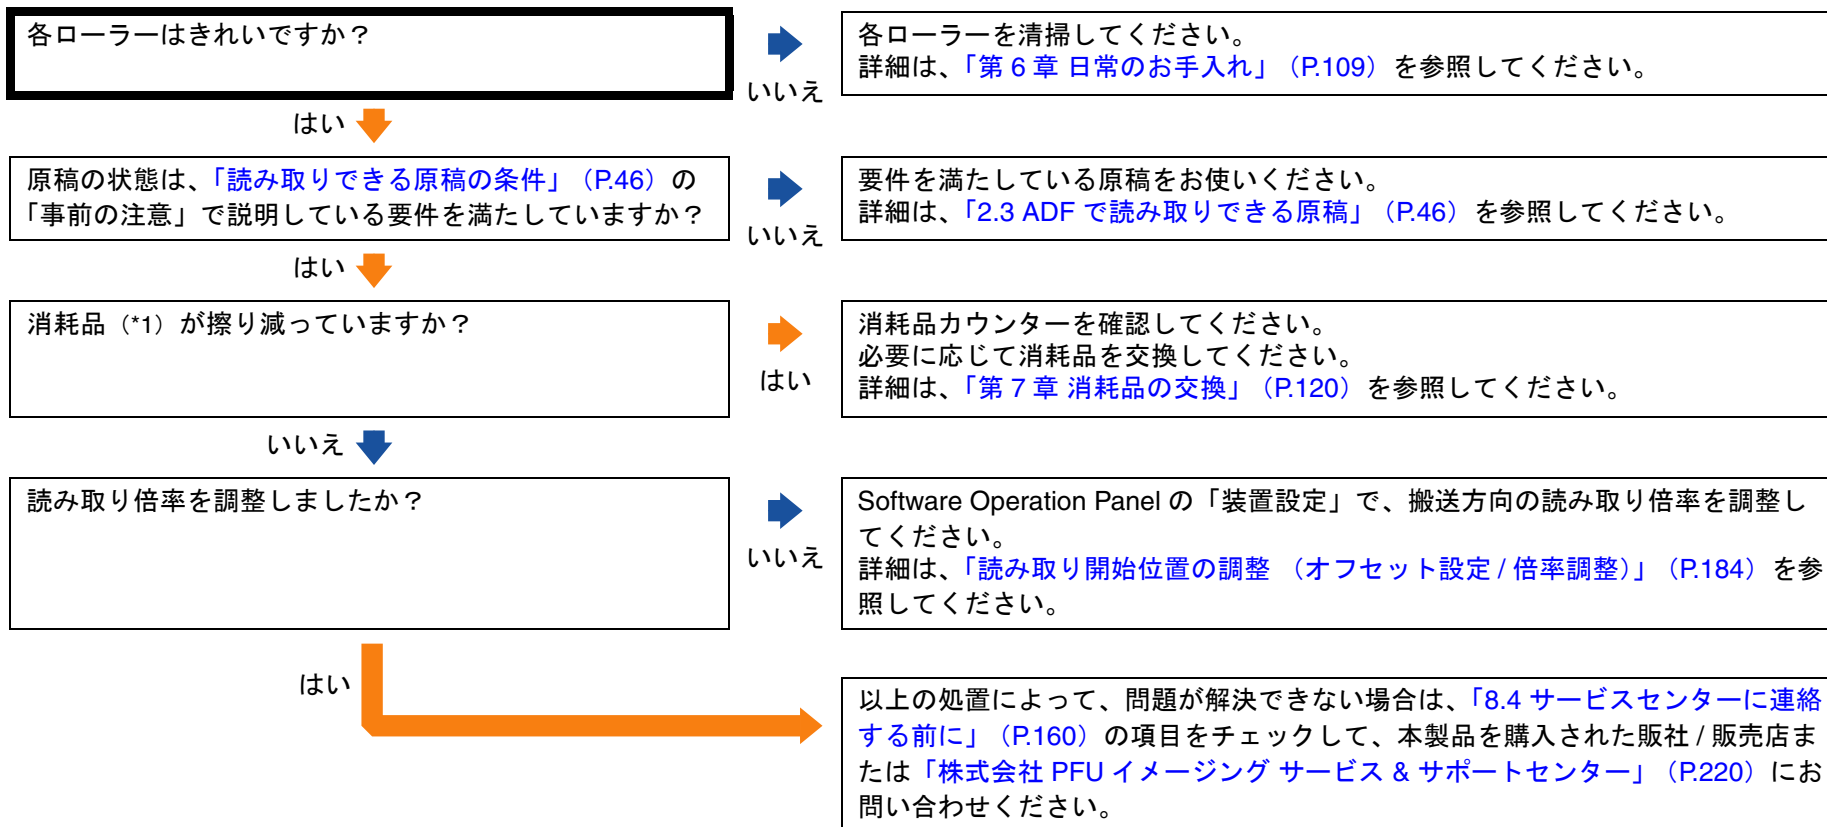 各ローラーはきれいですか？
いいえ
各ローラーを清掃してください。
詳細は、「第 6 章 日常のお手入れ」（P.109）を参照してください。
はい
原稿の状態は、「読み取りできる原稿の条件」（P.46）の
「事前の注意」で説明している要件を満たしていますか？
いいえ
要件を満たしている原稿をお使いください。
詳細は、「2.3 ADF で読み取りできる原稿」（P.46）を参照してください。
はい
消耗品（*1）が擦り減っていますか？
はい
消耗品カウンターを確認してください。
必要に応じて消耗品を交換してください。
詳細は、「第 7 章 消耗品の交換」（P.120）を参照してください。
いいえ
読み取り倍率を調整しましたか？
いいえ
Software Operation Panel の「装置設定」で、搬送方向の読み取り倍率を調整し
てください。
詳細は、「読み取り開始位置の調整 （オフセット設定 / 倍率調整）」（P.184）を参
照してください。
はい
以上の処置によって、問題が解決できない場合は、「8.4 サービスセンターに連絡
する前に」（P.160）の項目をチェックして、本製品を購入された販社 / 販売店ま
たは「株式会社 PFU イメージング サービス & サポートセンター」（P.220）にお
問い合わせください。